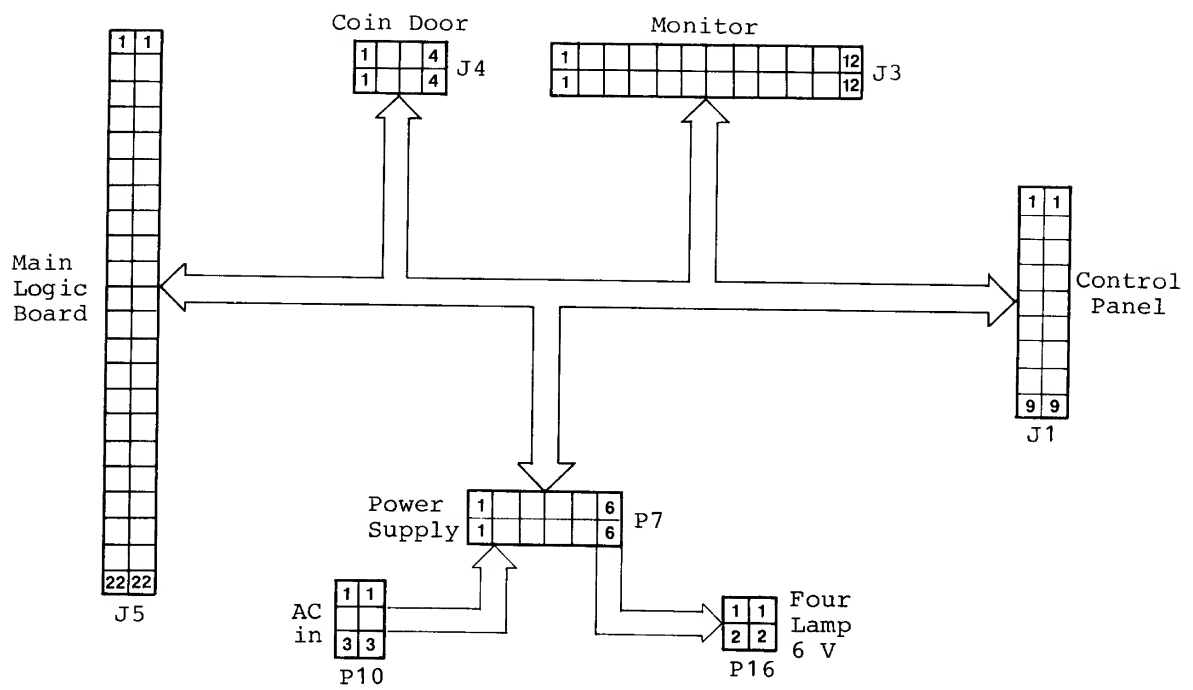 Coin Door
1 4
1 4
J4
Monitor
1 12
1 12
J3
1 1
22 22
J5
Main
Logic
Board
1 1
9 9
J1
Control
Panel
Power
Supply
1 6
1 6
P7
AC
in
1 1
3 3
P10
1 1
2 2
P16
Four
Lamp
6 V